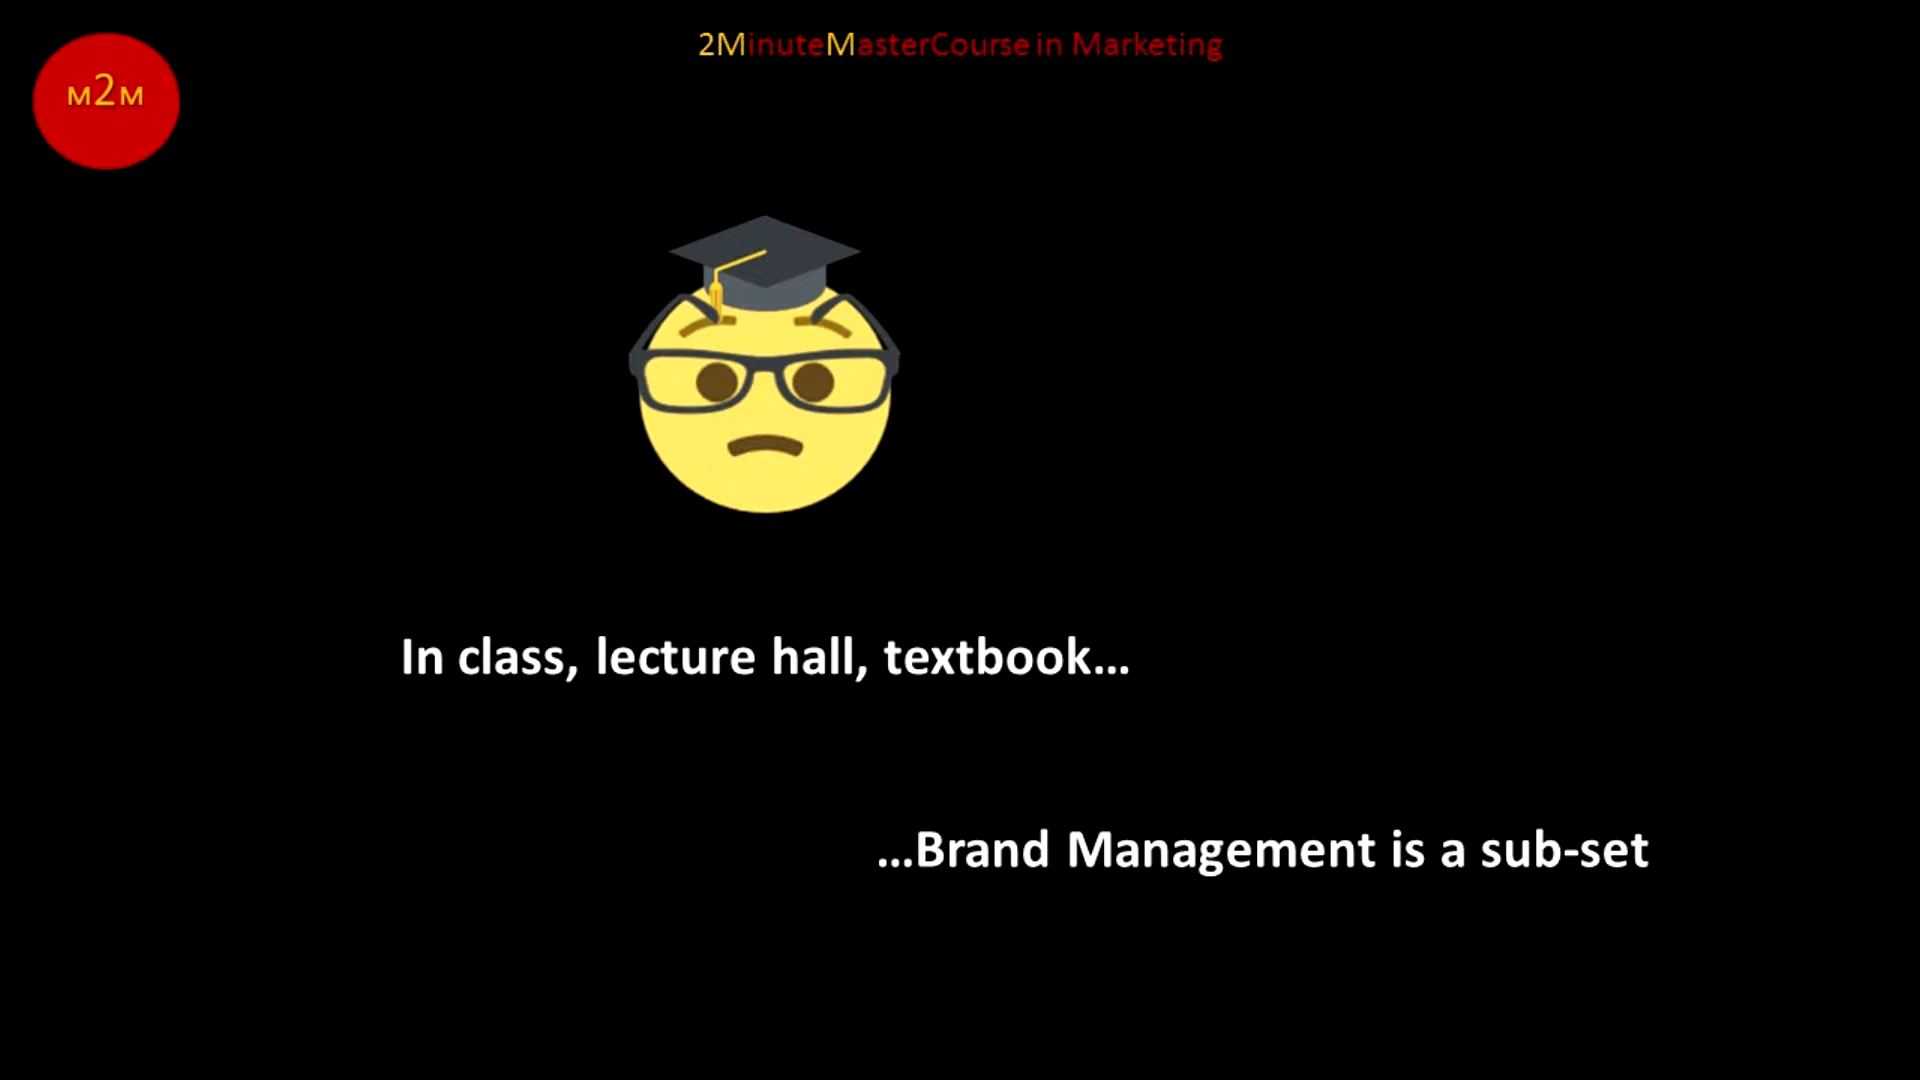 2MinuteMasterCourse in Marketing
M2M
In class, lecture hall, textbook...
...Brand Management is a sub-set